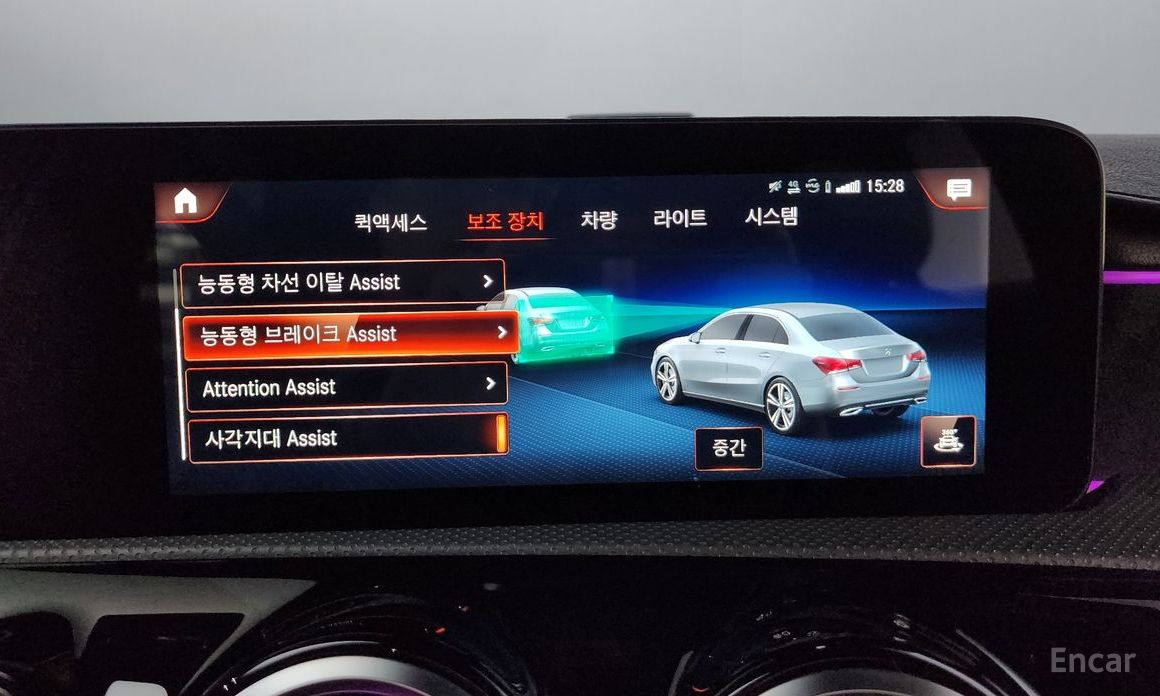 4G
15:28
퀵액세스 보조 장치 차량 라이트 시스템
능동형 차선 이탈 Assist
능동형 브레이크 Assist
Attention Assist
사각지대 Assist
중간
360°
Encar